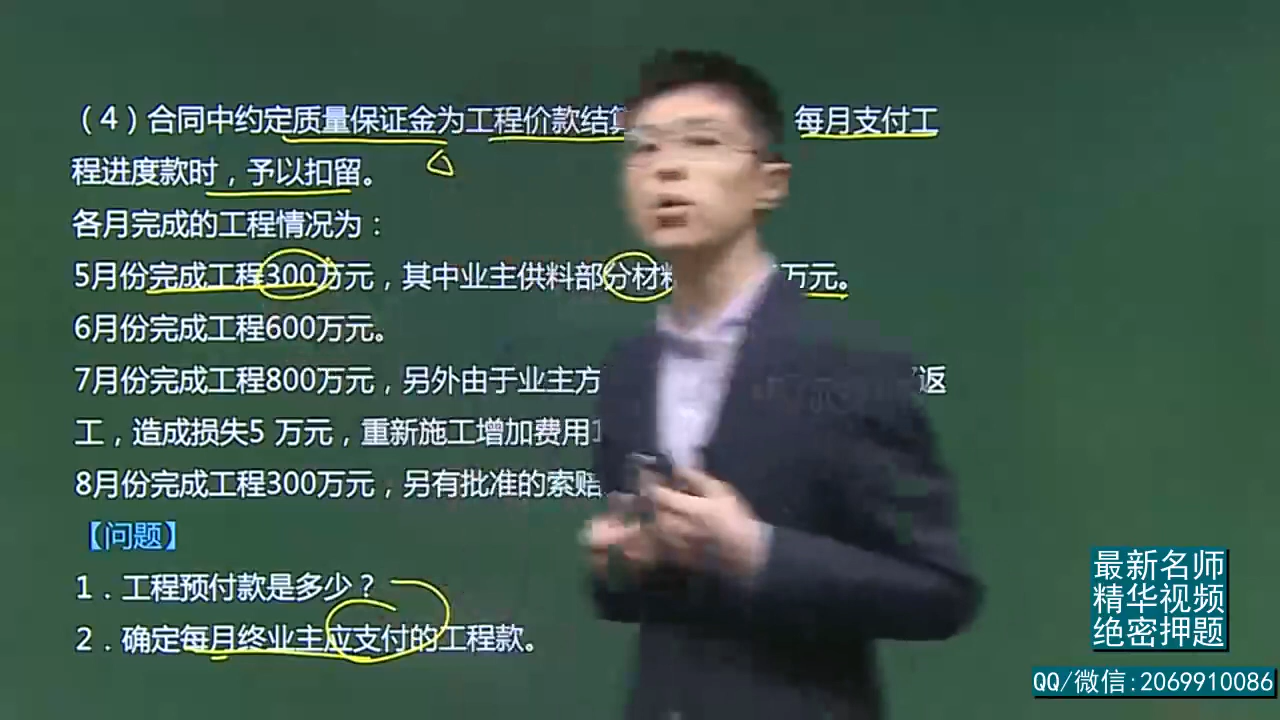 （4）合同中约定质量保证金为工程价款结算 每月支付工
程进度款时，予以扣留。
各月完成的工程情况为：
5月份完成工程300万元，其中业主供料部分材料 万元。
6月份完成工程600万元。
7月份完成工程800万元，另外由于业主方 返
工，造成损失5 万元，重新施工增加费用
8月份完成工程300万元，另有批准的索赔
【问题】
1．工程预付款是多少？
2．确定每月终业主应支付的工程款。
最新名师
精华视频
绝密押题
QQ/微信:2069910086